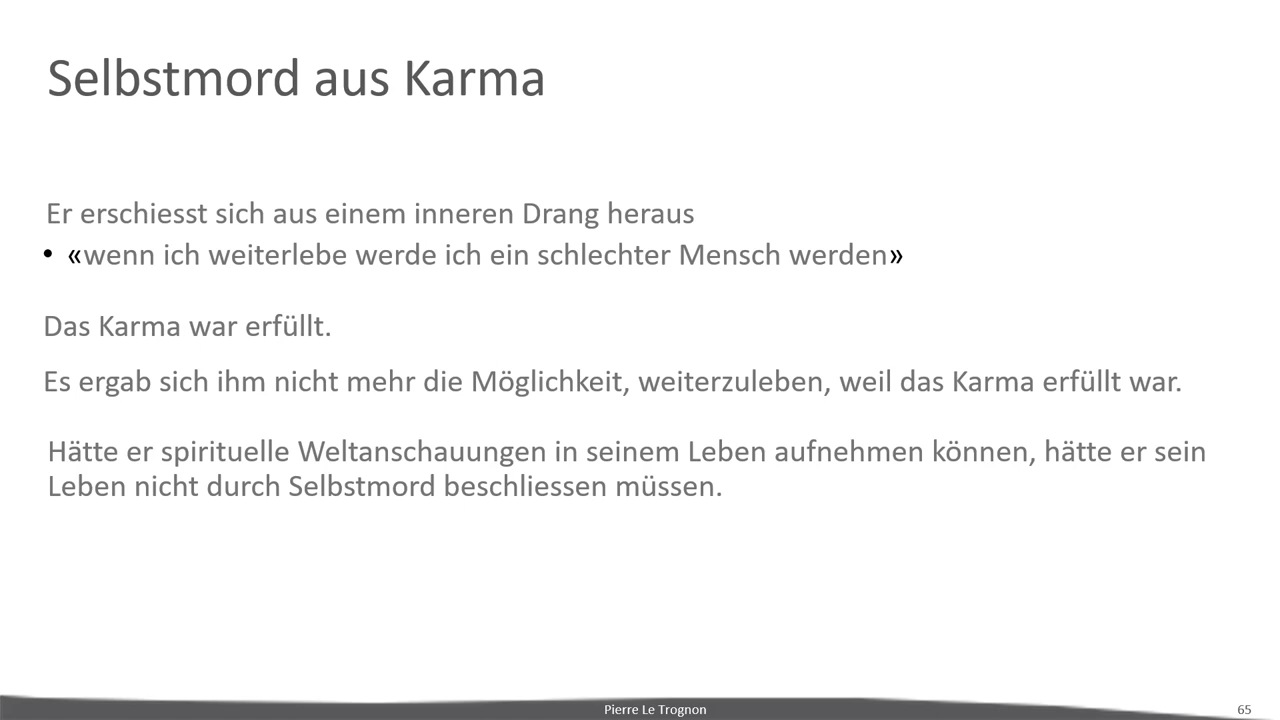 Selbstmord aus Karma
Er erschiesst sich aus einem inneren Drang heraus
• «wenn ich weiterlebe werde ich ein schlechter Mensch werden»
Das Karma war erfüllt.
Es ergab sich ihm nicht mehr die Möglichkeit, weiterzuleben, weil das Karma erfüllt war.
Hätte er spirituelle Weltanschauungen in seinem Leben aufnehmen können, hätte er sein
Leben nicht durch Selbstmord beschliessen müssen.
Pierre Le Trognon
65